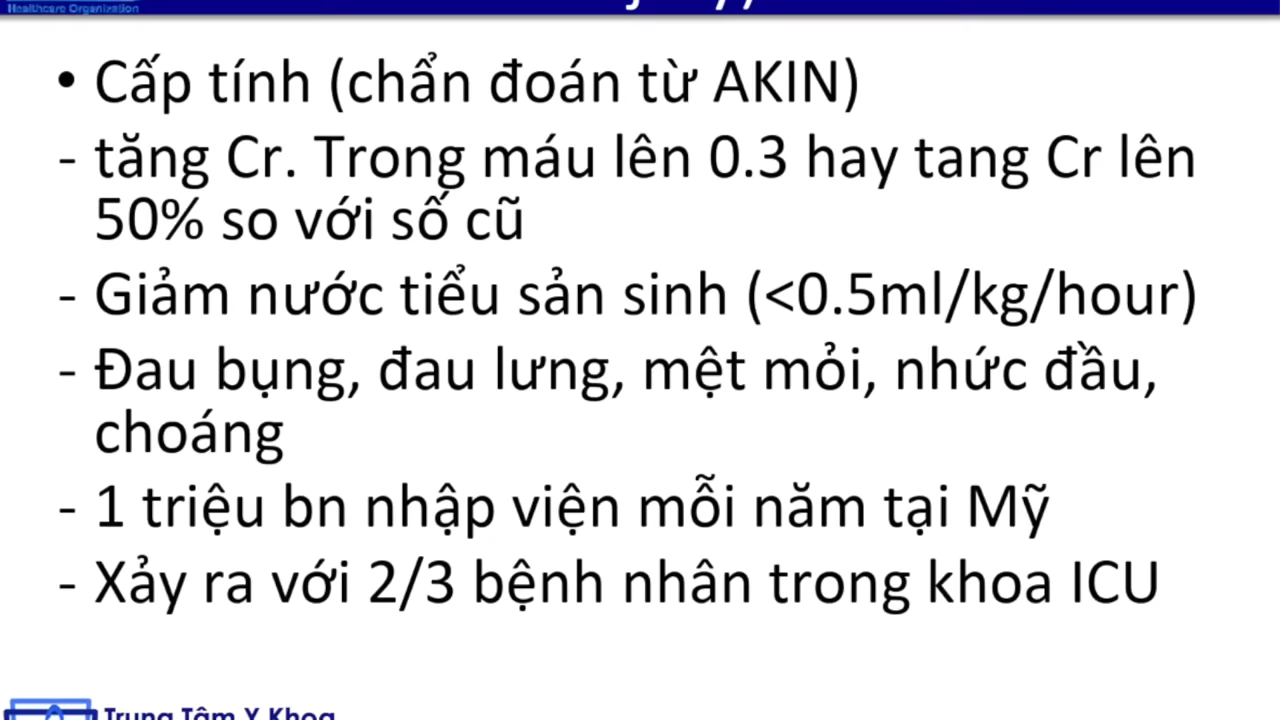 Healthcare Organization
• Cấp tính (chẩn đoán từ AKIN)
- tăng Cr. Trong máu lên 0.3 hay tang Cr lên
50% so với số cũ
- Giảm nước tiểu sản sinh (<0.5ml/kg/hour)
- Đau bụng, đau lưng, mệt mỏi, nhức đầu,
choáng
- 1 triệu bn nhập viện mỗi năm tại Mỹ
- Xảy ra với 2/3 bệnh nhân trong khoa ICU
Trung Tâm Y Khoa